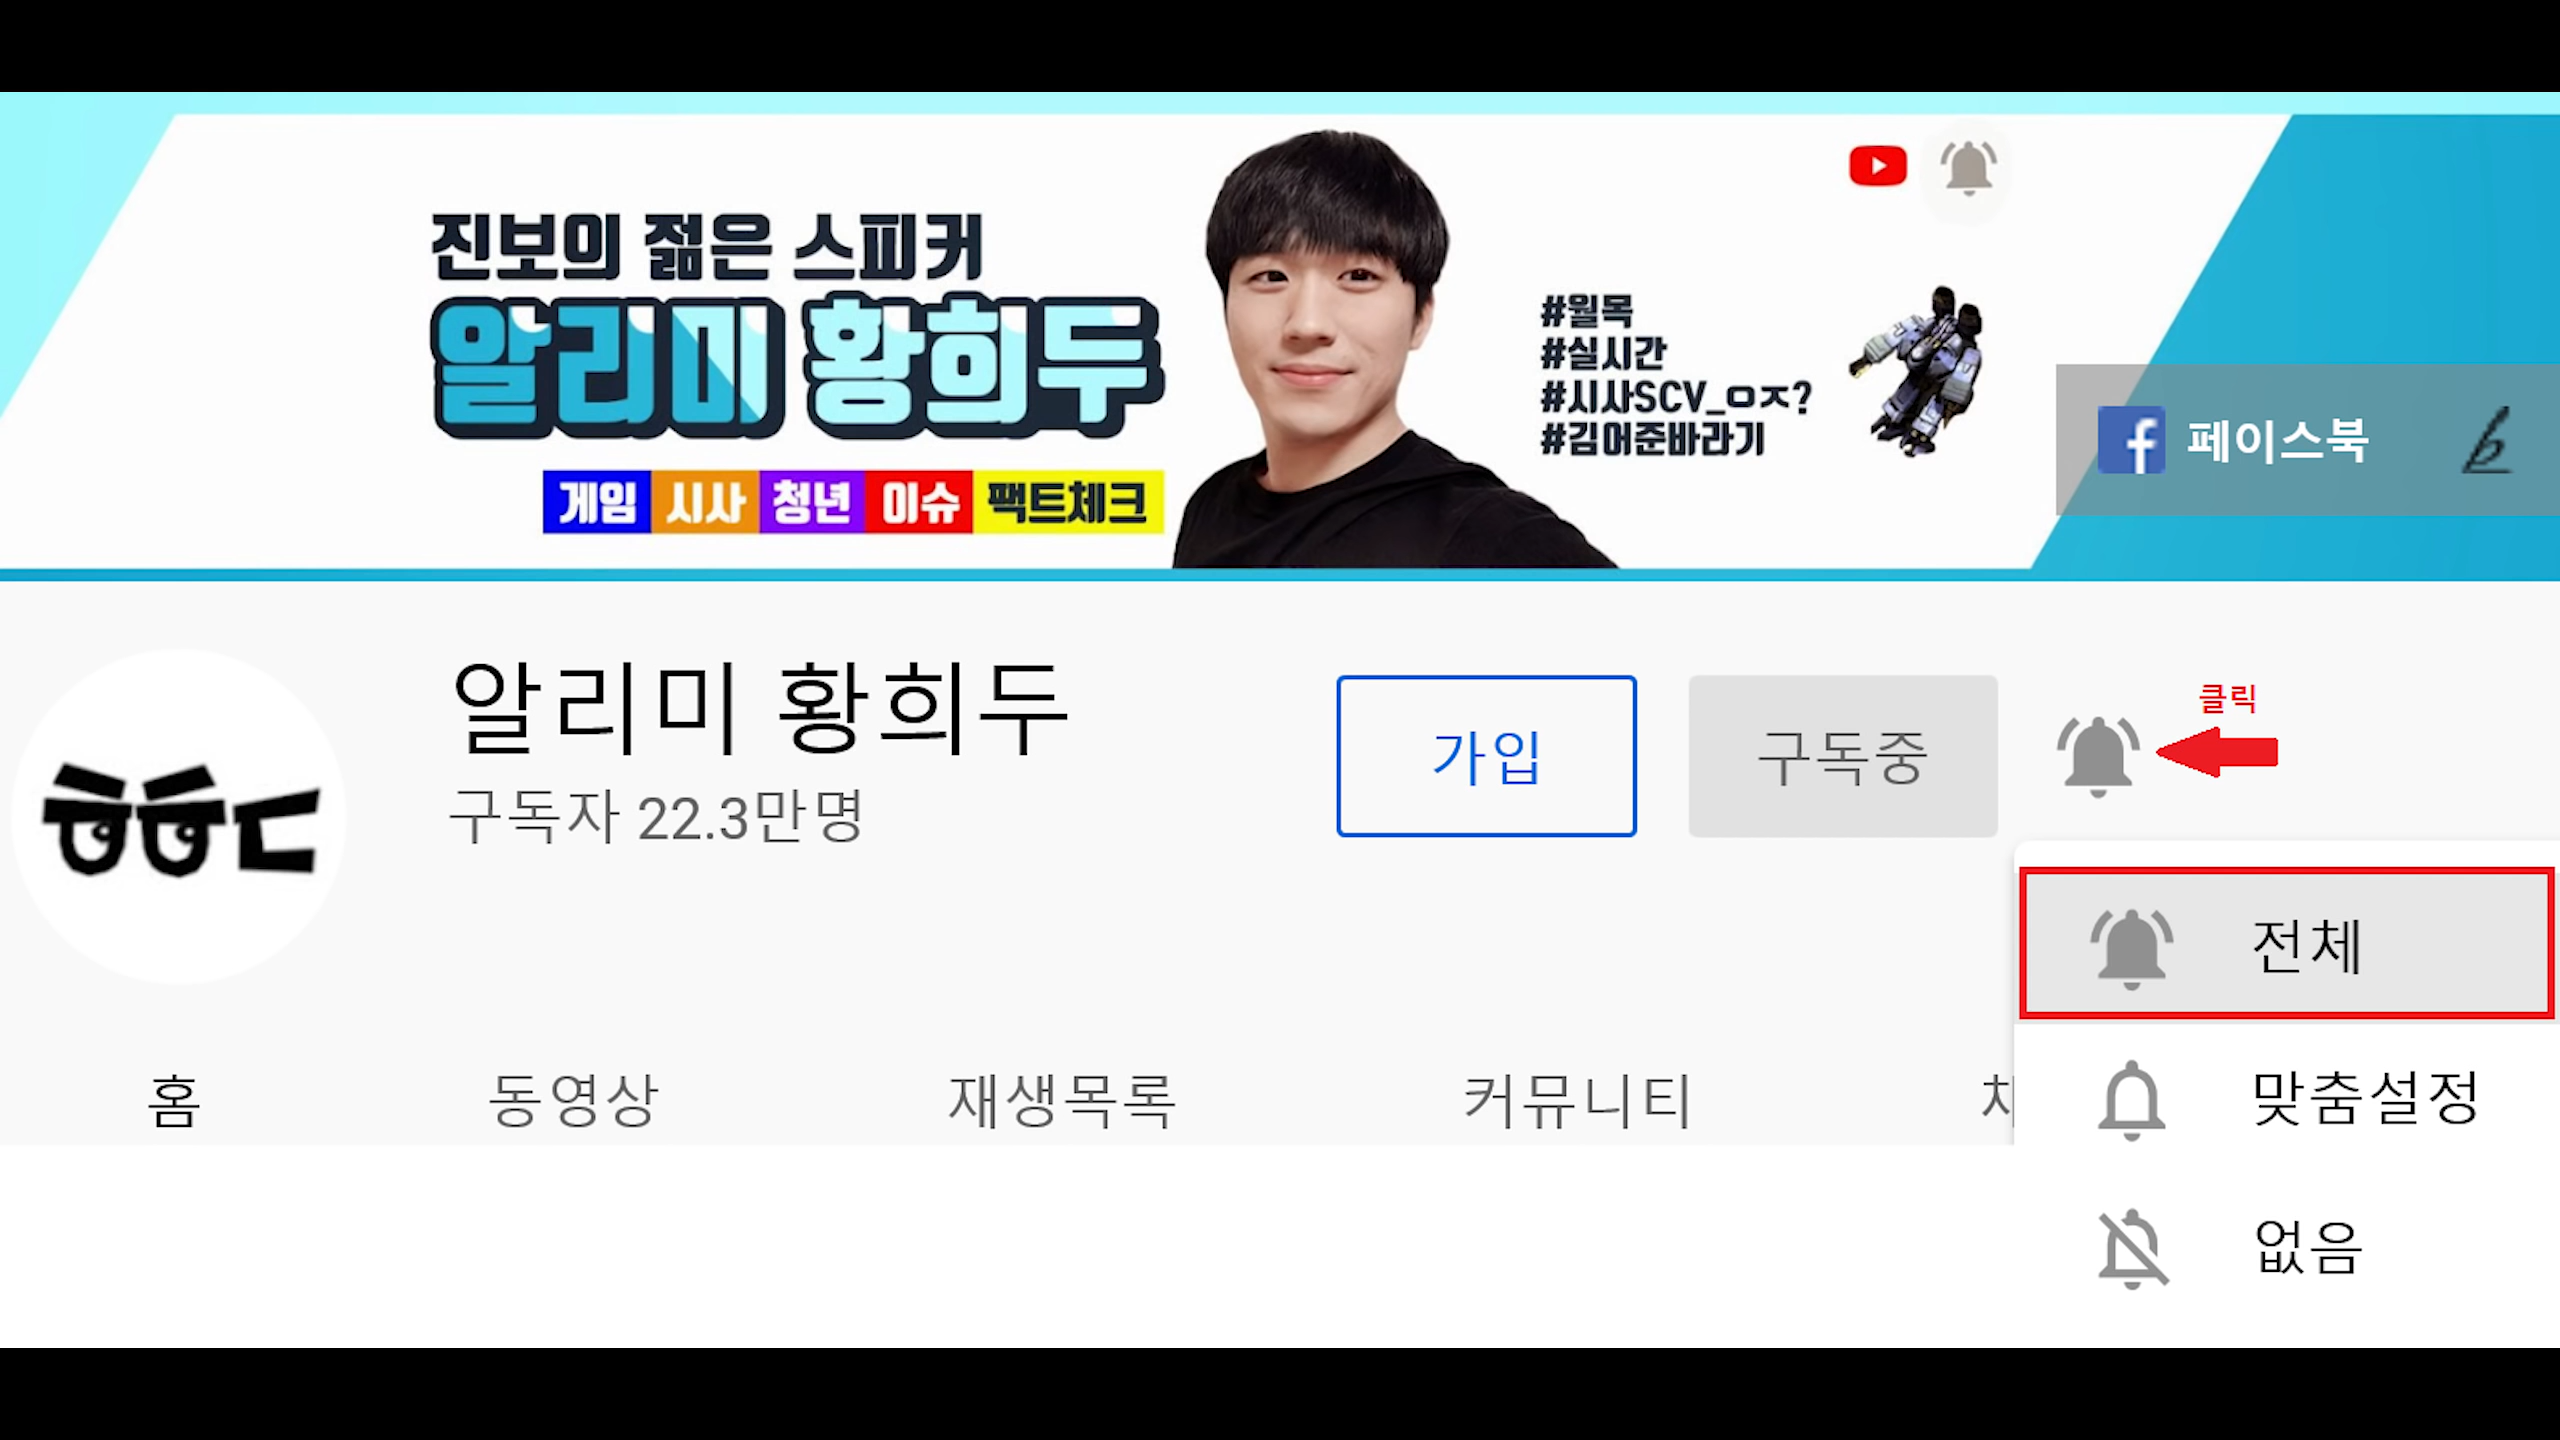 진보의 젊은 스피커
알리미 황희두
게임 시사 청년 이슈 팩트체크
#월목
#실시간
#시사SCV_ㅇㅈ?
#김어준바라기
페이스북
ㅎㅎㄷ
알리미 황희두
구독자 22.3만명
가입
구독중
클릭
전체
맞춤설정
없음
홈 동영상 재생목록 커뮤니티